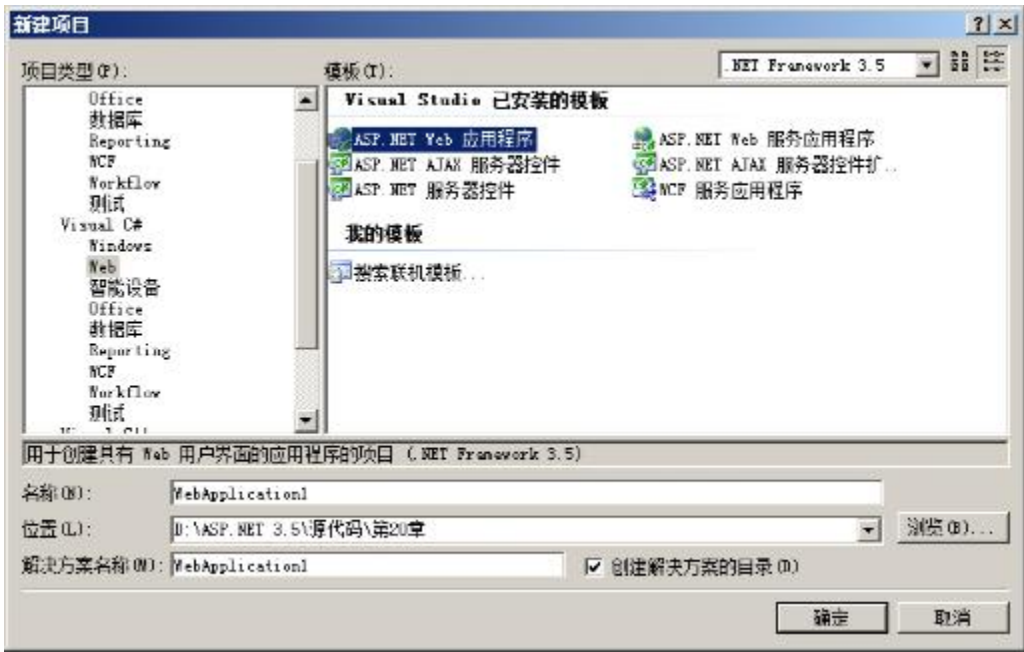 新建项目
项目类型(P):
模板(T):
.NET Framework 3.5
Office
数据库
Reporting
WCF
Workflow
测试
Visual C#
Windows
Web
智能设备
Office
数据库
Reporting
WCF
Workflow
测试
Visual Studio 已安装的模板
ASP.NET Web 应用程序
ASP.NET Web 服务应用程序
ASP.NET AJAX 服务器控件
ASP.NET AJAX 服务器控件扩...
ASP.NET 服务器控件
WCF 服务应用程序
我的模板
搜索联机模板...
用于创建具有 Web 用户界面的应用程序的项目 (.NET Framework 3.5)
名称(N):
WebApplication1
位置(L):
D:\ASP.NET 3.5\源代码\第20章
浏览(B)...
解决方案名称(M):
WebApplication1
创建解决方案的目录(D)
确定
取消